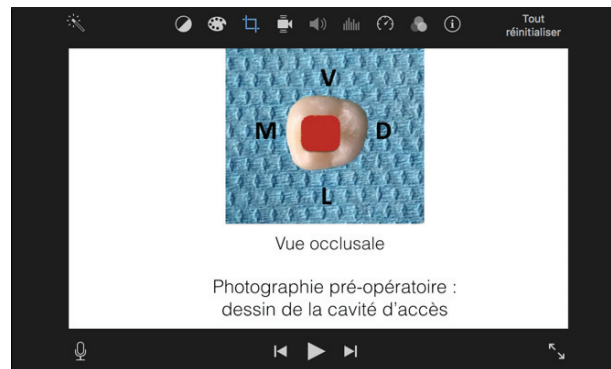 Tout
réinitialiser
V
M D
L
Vue occlusale
Photographie pré-opératoire :
dessin de la cavité d’accès